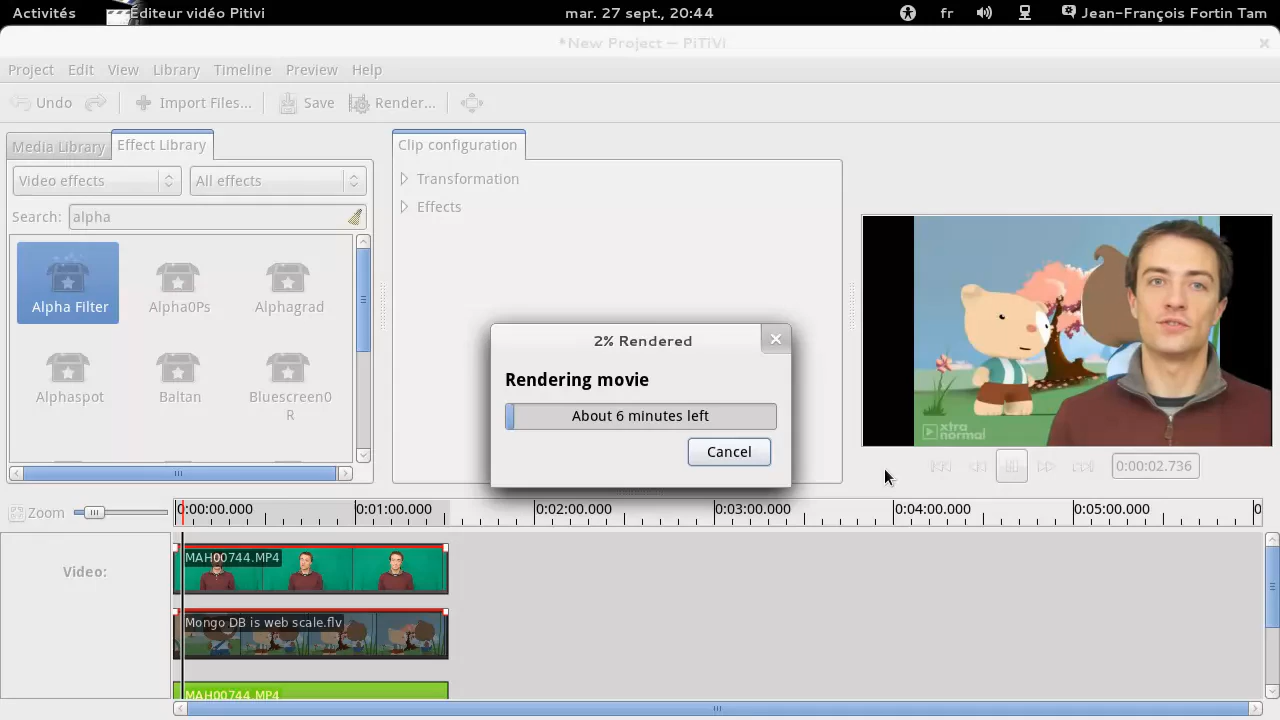 Activités Éditeur vidéo Pitivi mar. 27 sept., 20:44 fr Jean-François Fortin Tam
*New Project — PiTiVi
Project Edit View Library Timeline Preview Help
Undo Import Files... Save Render...
Media Library Effect Library Clip configuration
Video effects All effects Transformation
Search: alpha Effects
Alpha Filter Alpha0Ps Alphagrad
Alphaspot Baltan Bluescreen0
R
2% Rendered
Rendering movie
About 6 minutes left
Cancel
xtra
normal
0:00:02.736
Zoom 0:00:00.000 0:01:00.000 0:02:00.000 0:03:00.000 0:04:00.000 0:05:00.000 0
MAH00744.MP4
Video:
Mongo DB is web scale.flv
MAH00744.MP4